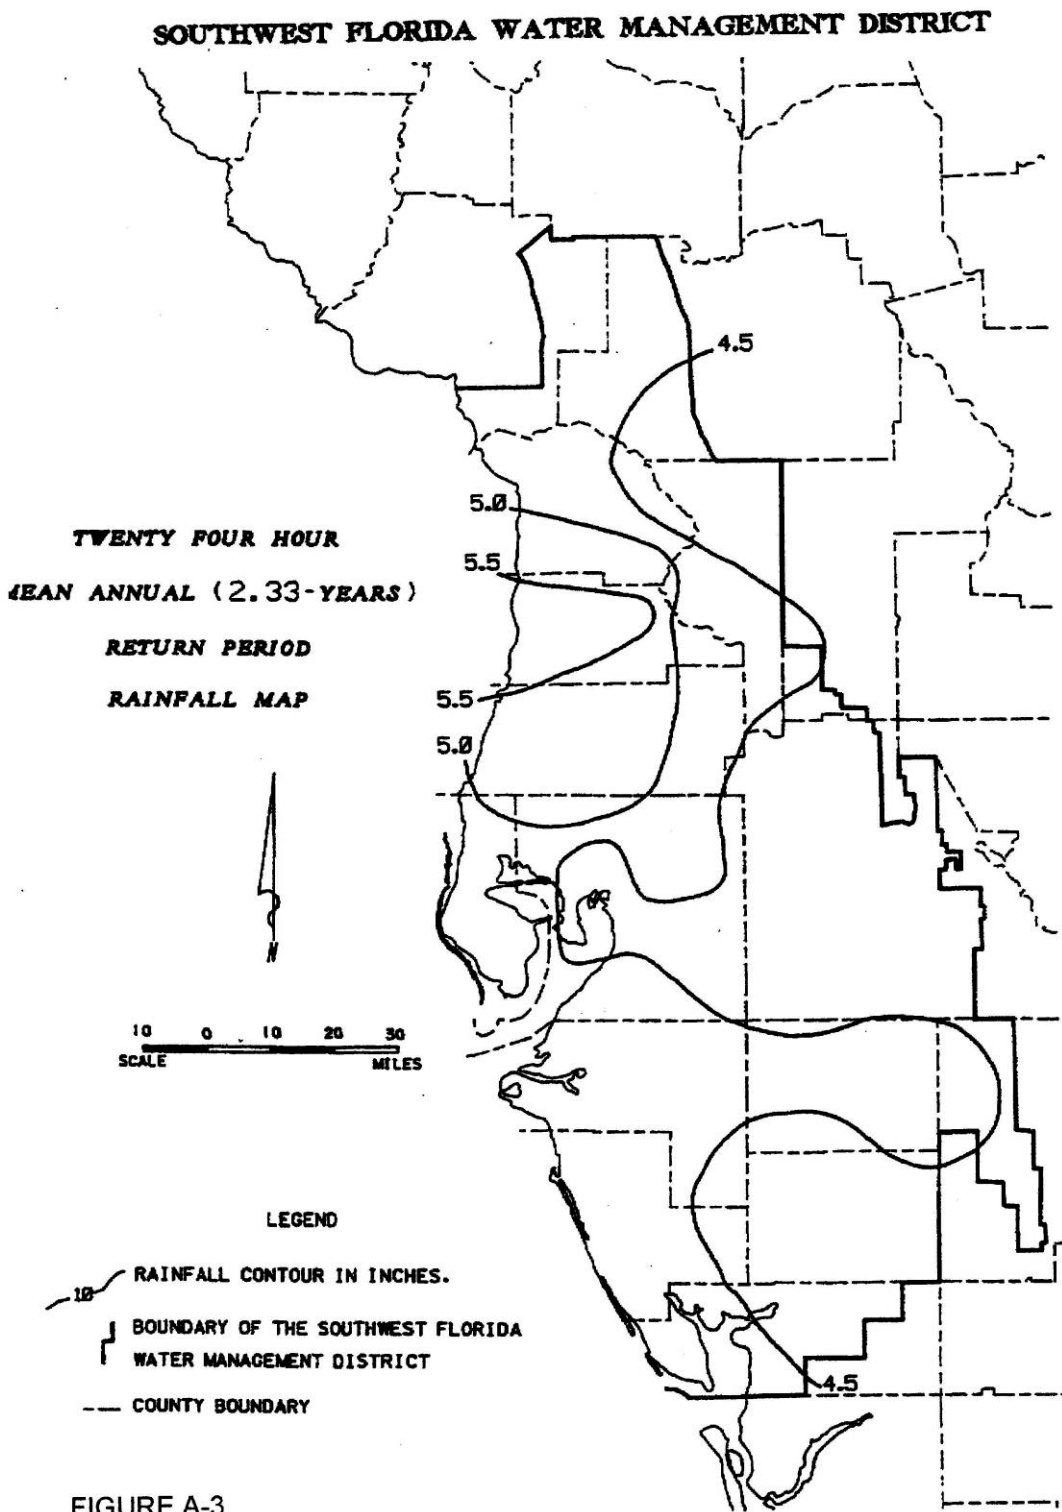 SOUTHWEST FLORIDA WATER MANAGEMENT DISTRICT
4.5
5.0
TWENTY FOUR HOUR
5.5
MEAN ANNUAL (2.33-YEARS)
RETURN PERIOD
5.5
RAINFALL MAP
5.0
N
10 0 10 20 30
SCALE MILES
LEGEND
RAINFALL CONTOUR IN INCHES.
10
BOUNDARY OF THE SOUTHWEST FLORIDA
WATER MANAGEMENT DISTRICT
4.5
COUNTY BOUNDARY
FIGURE A-3